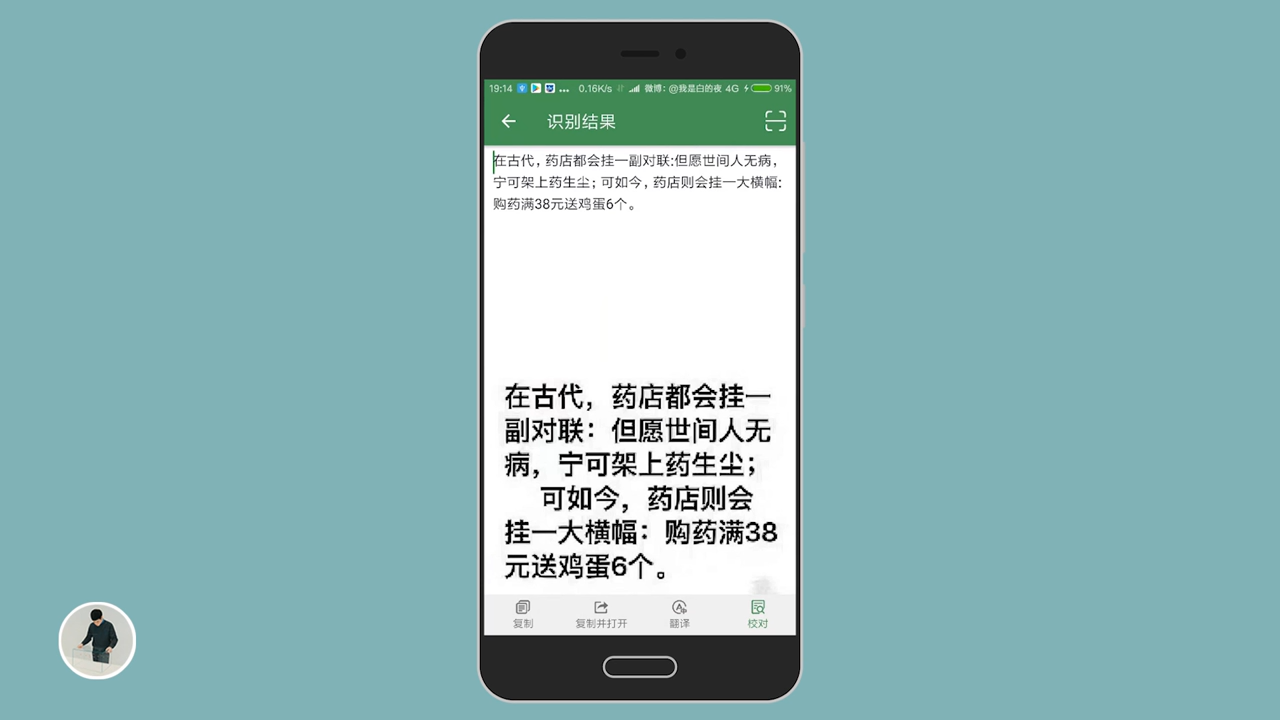 19:14 ... 0.16K/s 微博: @我是白的夜 4G 91%
识别结果
在古代，药店都会挂一副对联:但愿世间人无病，
宁可架上药生尘；可如今，药店则会挂一大横幅:
购药满38元送鸡蛋6个。
在古代，药店都会挂一
副对联：但愿世间人无
病，宁可架上药生尘；
可如今，药店则会
挂一大横幅：购药满38
元送鸡蛋6个。
复制 复制并打开 翻译 校对